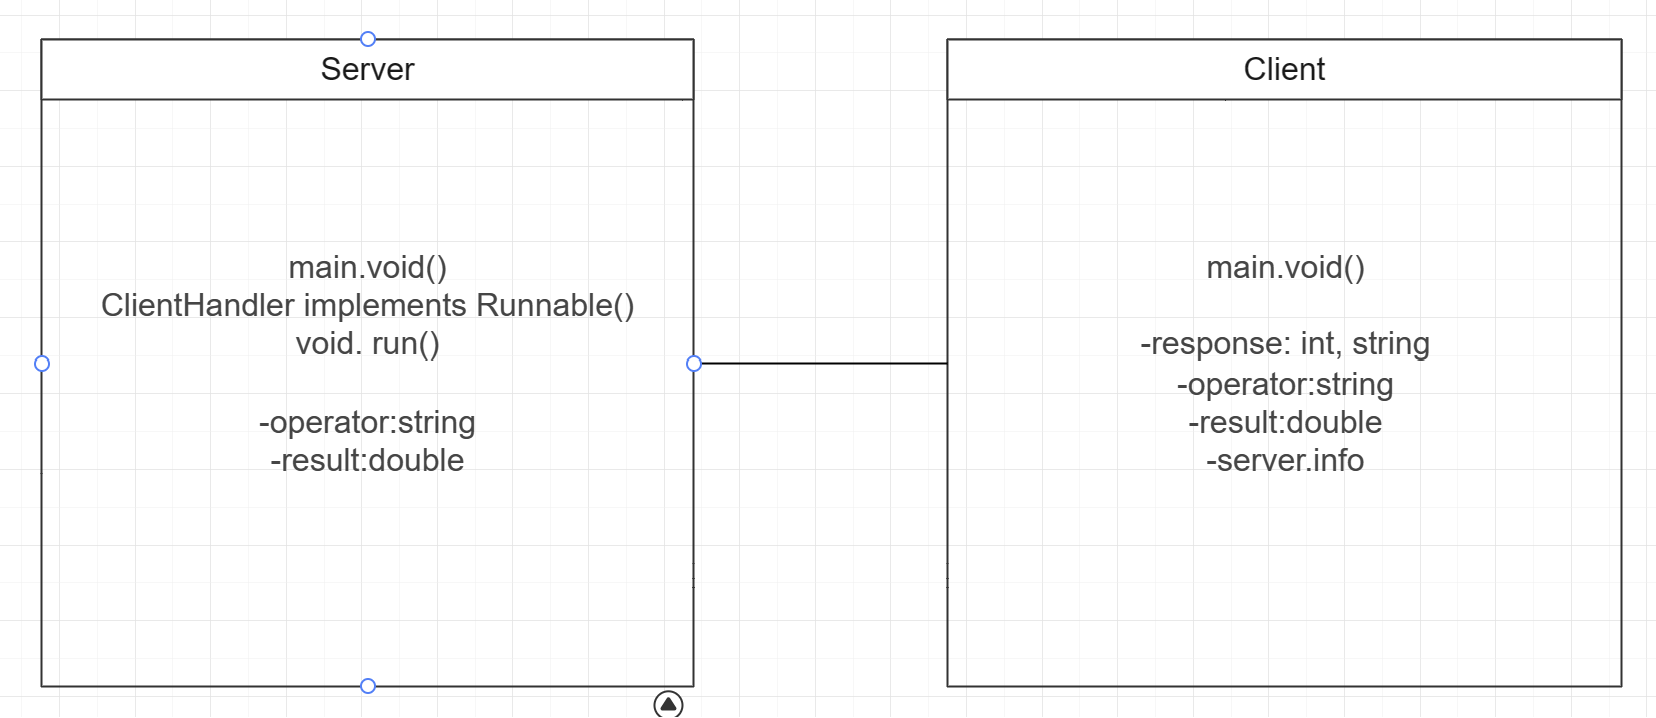 Server
main.void()
ClientHandler implements Runnable()
void. run()
-operator:string
-result:double
Client
main.void()
-response: int, string
-operator:string
-result:double
-server.info